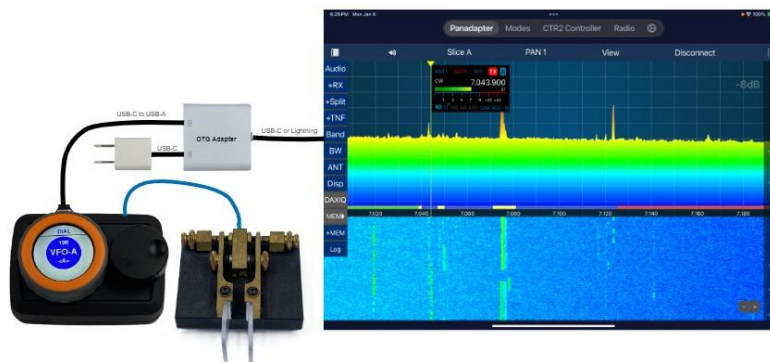 USB-C to USB-A
OTG Adapter
USB-C or Lightning
USB-C
DIAL
VFO-A
<A>
Panadapter
Modes
CTR2 Controller
Radio
Slice A
PAN 1
View
Disconnect
Audio
+RX
+Split
+TNF
Band
BW
ANT
Disp
DAXIQ
MEM
+MEM
Log
ANT1
TX
CW
7.043.900
-8dB
7.020
7.040
7.060
7.080
7.120
7.140
7.160
7.180